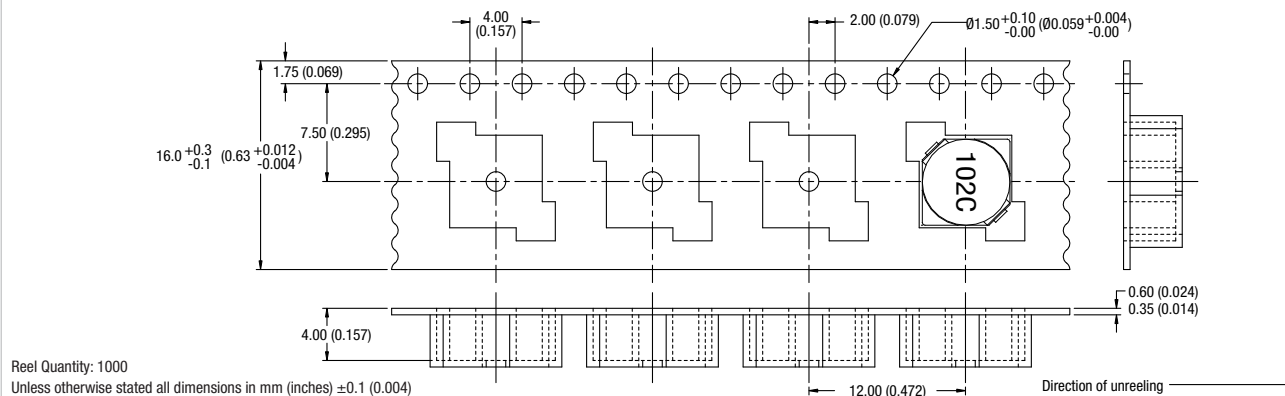 4.00
(0.157)
2.00 (0.079)
Ø1.50 +0.10 -0.00 (Ø0.059 +0.004 -0.00)
1.75 (0.069)
7.50 (0.295)
16.0 +0.3 -0.1 (0.63 +0.012 -0.004)
102C
0.60 (0.024)
0.35 (0.014)
4.00 (0.157)
Reel Quantity: 1000
Unless otherwise stated all dimensions in mm (inches) ±0.1 (0.004)
12.00 (0.472)
Direction of unreeling